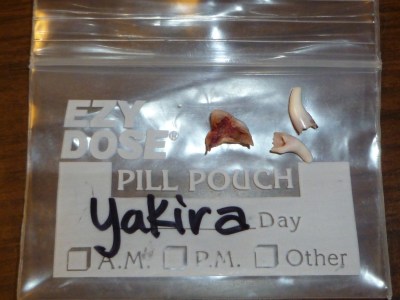 EZY
DOSE®
PILL POUCH
yakira Day
A.M. P.M. Other